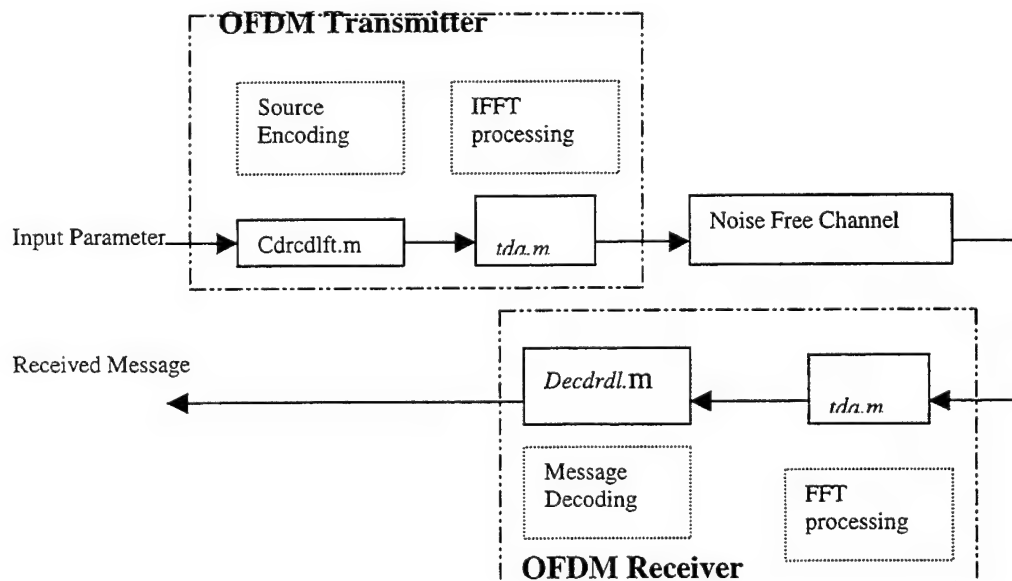 OFDM Transmitter
Source
Encoding
IFFT
processing
Input Parameter
Cdrcdlft.m
tda.m
Noise Free Channel
Received Message
Decdrdl.m
tda.m
Message
Decoding
FFT
processing
OFDM Receiver